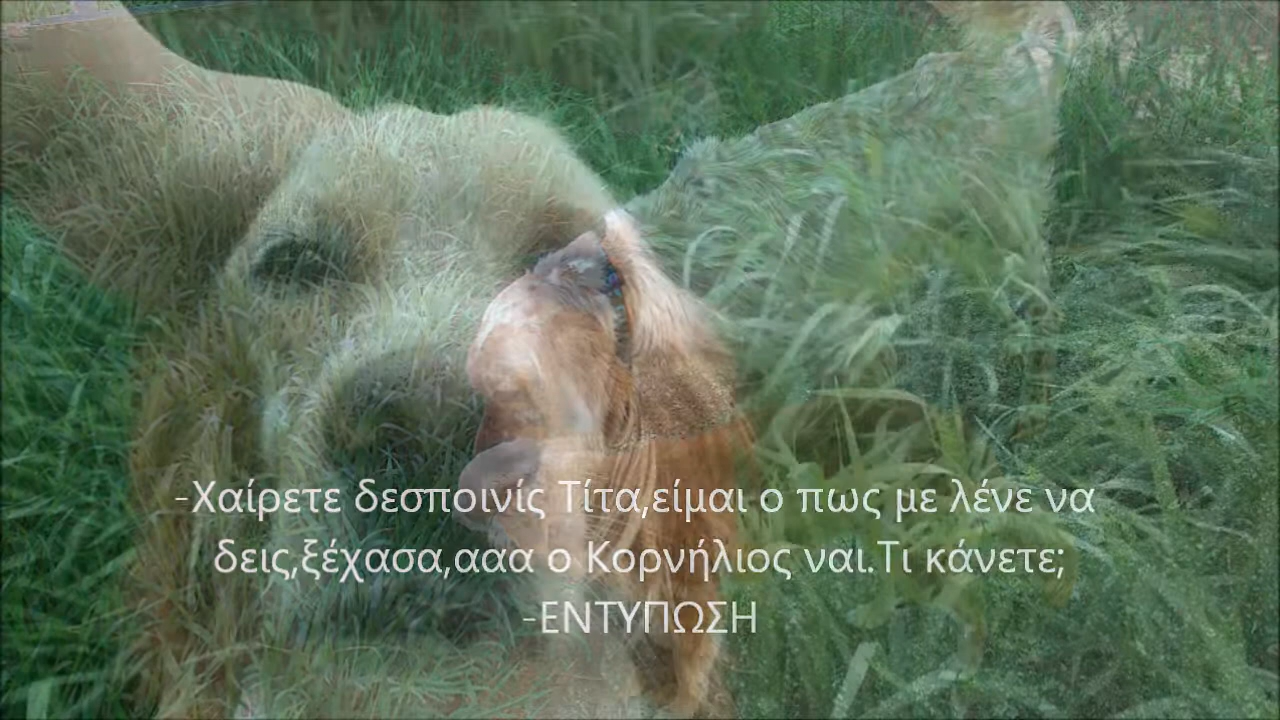 -Χαίρετε δεσποινίς Τίτα,είμαι ο πως με λένε να
δεις,ξέχασα,ααα ο Κορνήλιος ναι.Τι κάνετε;
-ΕΝΤΥΠΩΣΗ